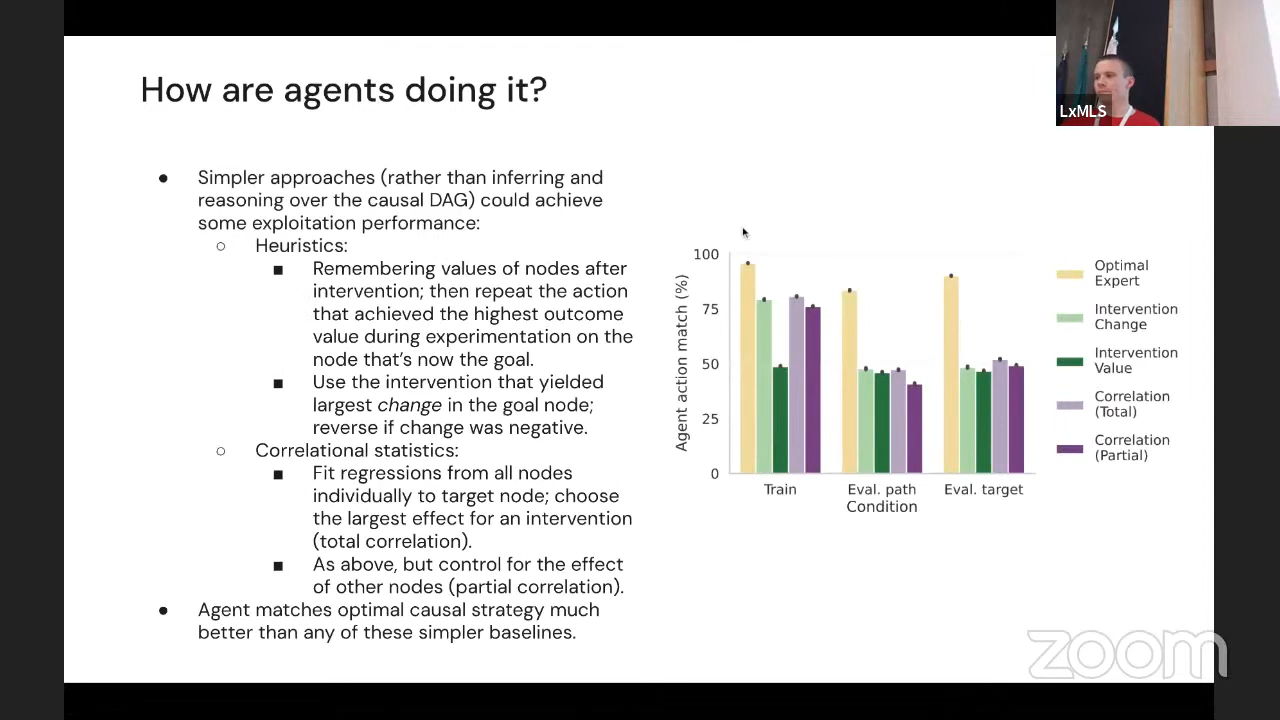 How are agents doing it?
LxMLS
● Simpler approaches (rather than inferring and
reasoning over the causal DAG) could achieve
some exploitation performance:
○ Heuristics:
■ Remembering values of nodes after
intervention; then repeat the action
that achieved the highest outcome
value during experimentation on the
node that's now the goal.
■ Use the intervention that yielded
largest change in the goal node;
reverse if change was negative.
○ Correlational statistics:
■ Fit regressions from all nodes
individually to target node; choose
the largest effect for an intervention
(total correlation).
■ As above, but control for the effect
of other nodes (partial correlation).
● Agent matches optimal causal strategy much
better than any of these simpler baselines.
Agent action match (%)
100
75
50
25
0
Train
Eval. path
Eval. target
Condition
Optimal
Expert
Intervention
Change
Intervention
Value
Correlation
(Total)
Correlation
(Partial)
zoom